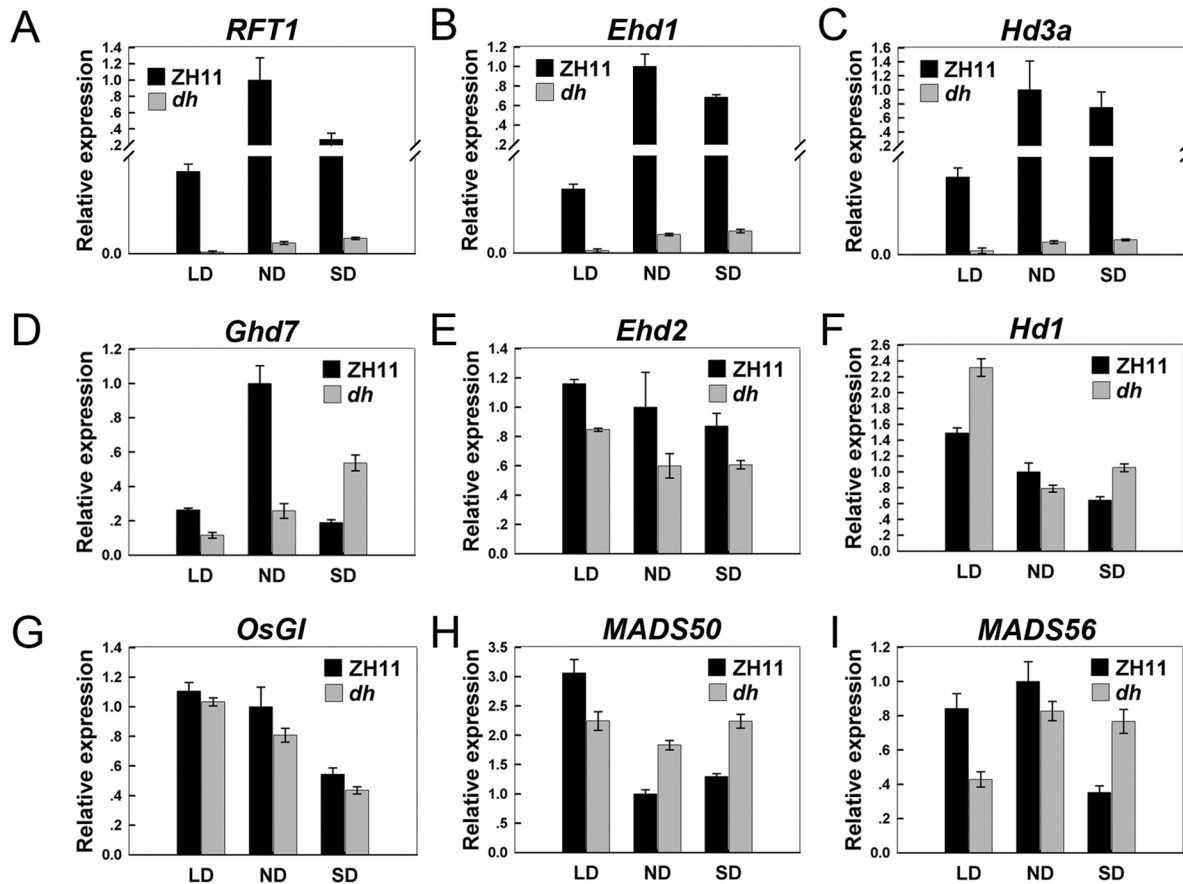 A
RFT1
Relative expression
1.4
1.2
1.0
.8
.6
.4
.2
0.0
ZH11
dh
LD ND SD
B
Ehd1
Relative expression
1.2
1.0
.8
.6
.4
.2
0.0
ZH11
dh
LD ND SD
C
Hd3a
Relative expression
1.6
1.4
1.2
1.0
.8
.6
.4
.2
0.0
ZH11
dh
LD ND SD
D
Ghd7
Relative expression
1.2
1.0
.8
.6
.4
0.2
0.0
ZH11
dh
LD ND SD
E
Ehd2
Relative expression
1.4
1.2
1.0
.8
.6
.4
.2
0.0
ZH11
dh
LD ND SD
F
Hd1
Relative expression
2.6
2.4
2.2
2.0
1.8
1.6
1.4
1.2
1.0
.8
.6
.4
.2
0.0
ZH11
dh
LD ND SD
G
OsGI
Relative expression
1.4
1.2
1.0
.8
.6
.4
.2
0.0
ZH11
dh
LD ND SD
H
MADS50
Relative expression
3.5
3.0
2.5
2.0
1.5
1.0
.5
0.0
ZH11
dh
LD ND SD
I
MADS56
Relative expression
1.2
1.0
.8
.6
.4
.2
0.0
ZH11
dh
LD ND SD